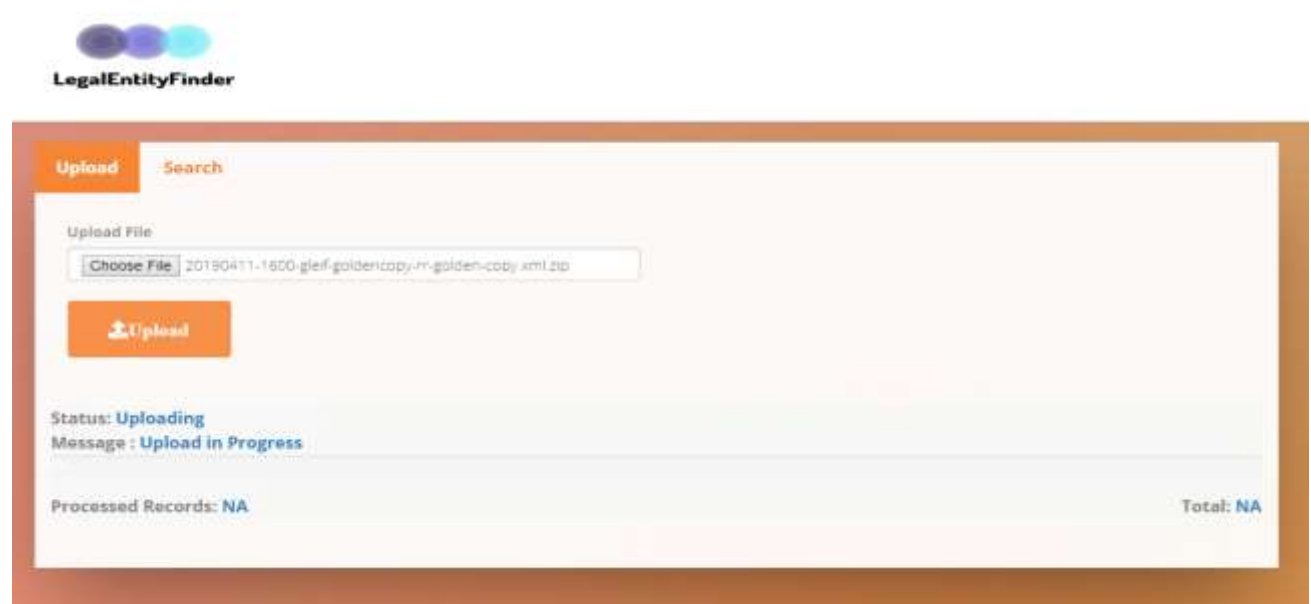 LegalEntityFinder
Upload Search
Upload File
Choose File 20190411-1600-gleif-goldencopy-rr-golden-copy.xml.zip
Upload
Status: Uploading
Message : Upload in Progress
Processed Records: NA Total: NA